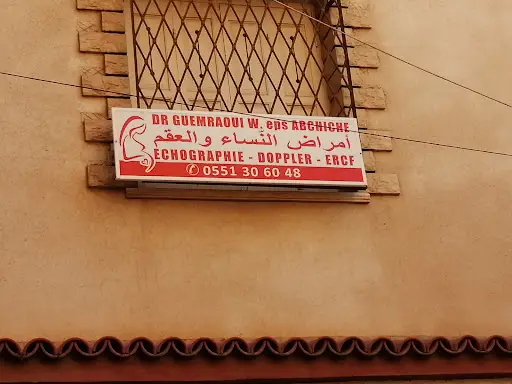 DR GUEMRAOUI W. eps ABCHICHE
أمراض النساء والعقم
ECHOGRAPHIE - DOPPLER - ERCF
✆ 0551 30 60 48